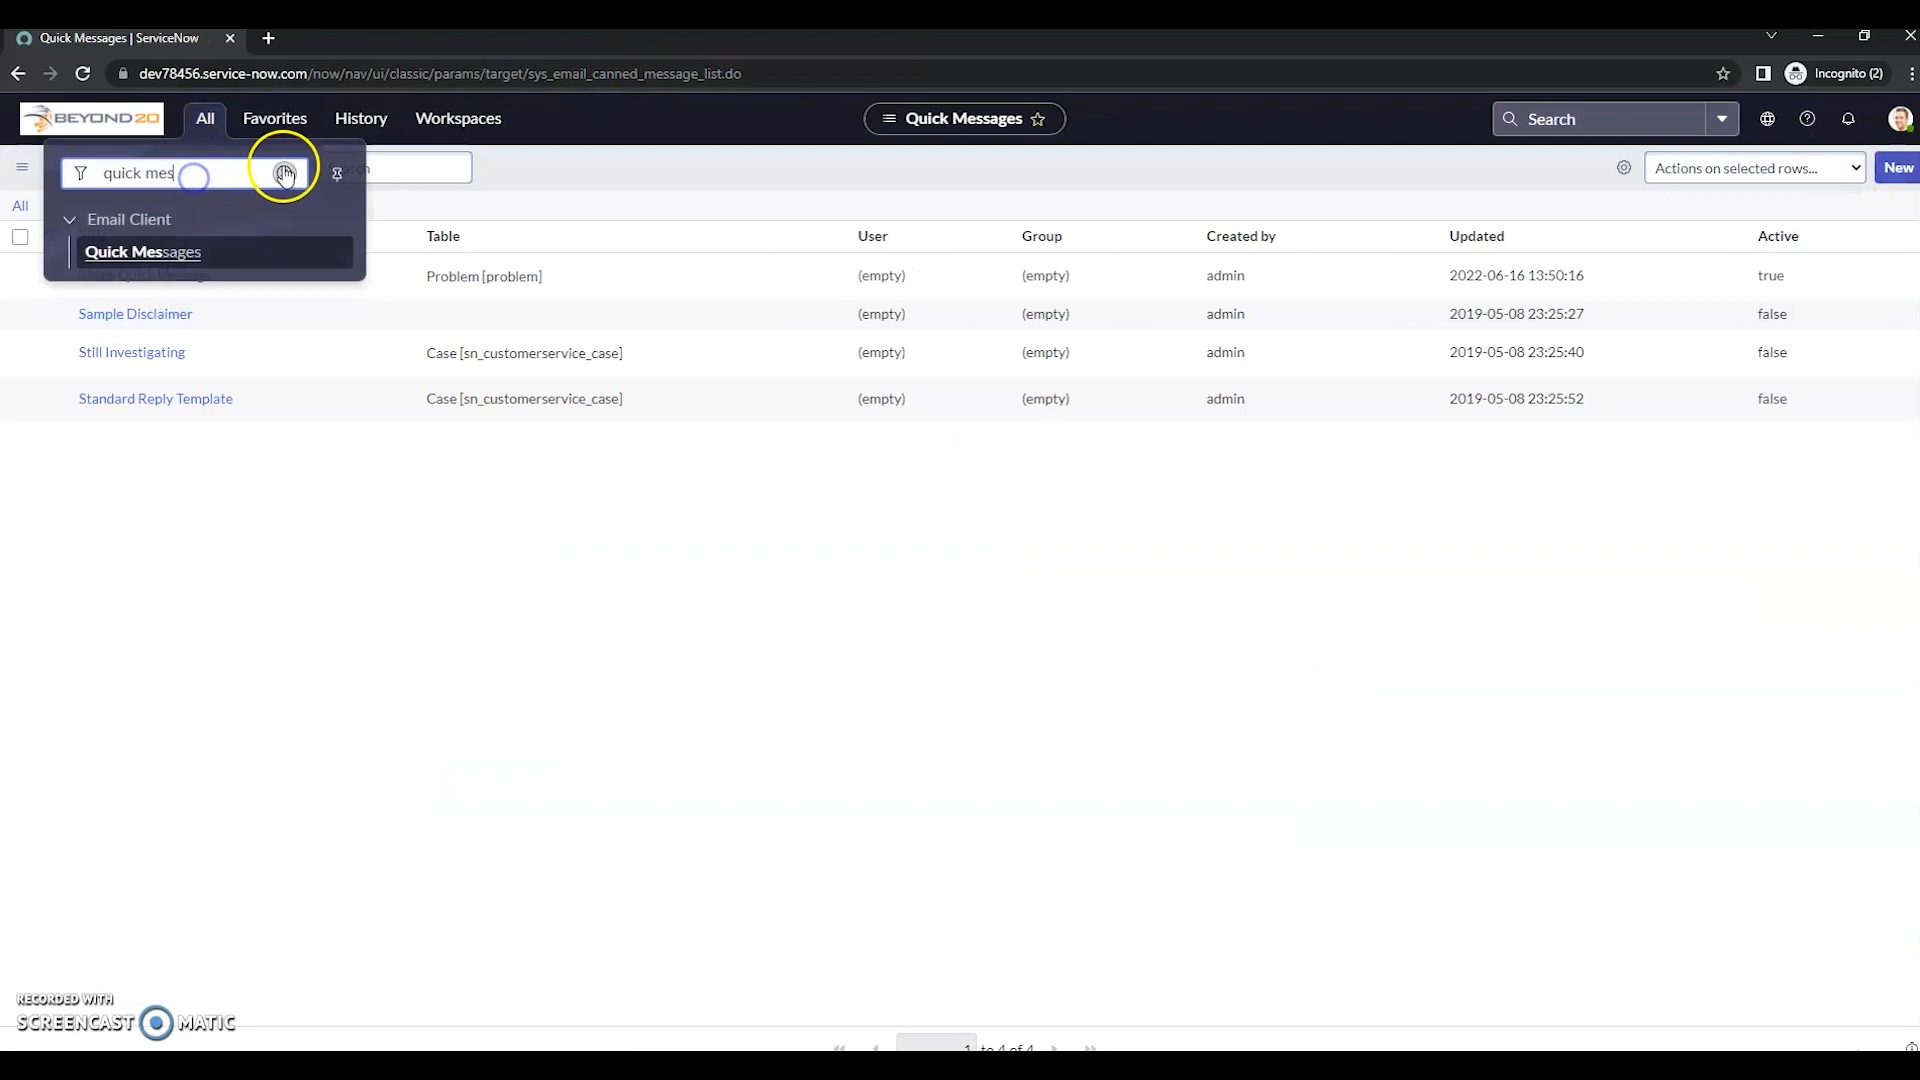 Quick Messages | ServiceNow
dev78456.service-now.com/now/nav/ui/classic/params/target/sys_email_canned_message_list.do
Incognito (2)
BEYOND20 All Favorites History Workspaces Quick Messages Search
quick mes
Actions on selected rows... New
All
Email Client
Quick Messages
Table User Group Created by Updated Active
Problem [problem] (empty) (empty) admin 2022-06-16 13:50:16 true
Sample Disclaimer (empty) (empty) admin 2019-05-08 23:25:27 false
Still Investigating Case [sn_customerservice_case] (empty) (empty) admin 2019-05-08 23:25:40 false
Standard Reply Template Case [sn_customerservice_case] (empty) (empty) admin 2019-05-08 23:25:52 false
RECORDED WITH
SCREENCAST MATIC
1 to 4 of 4